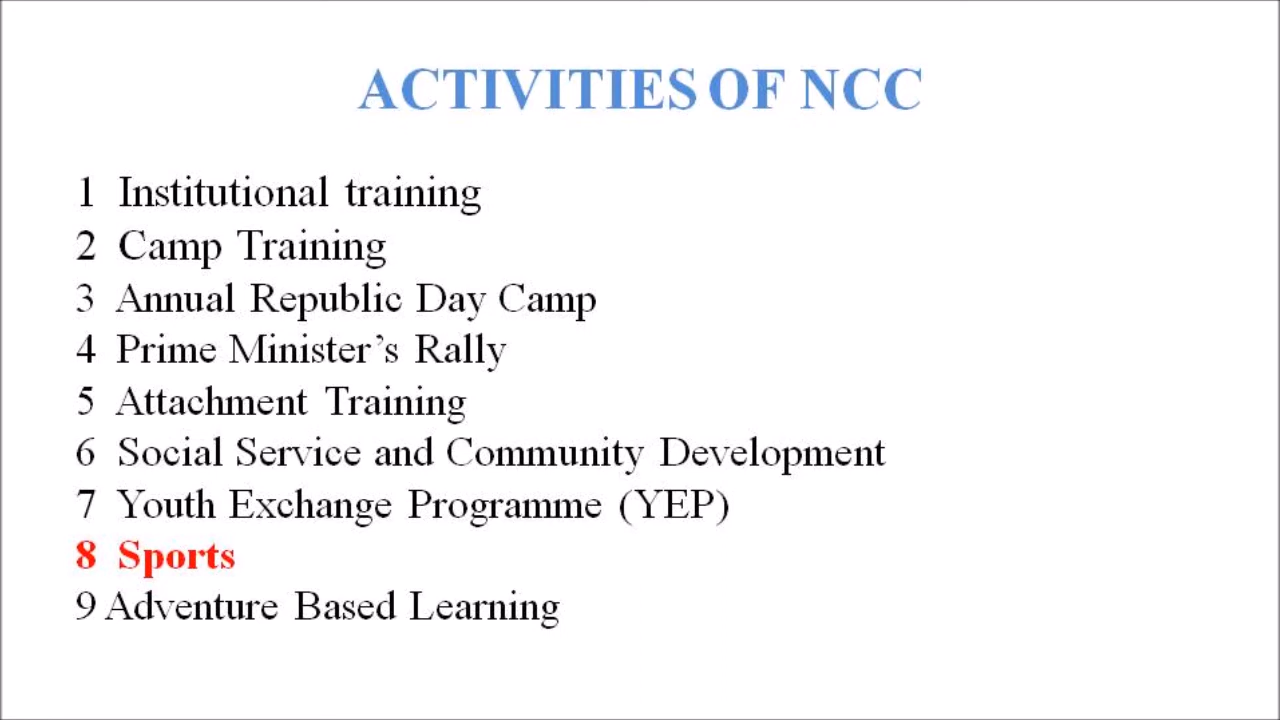 ACTIVITIES OF NCC
1 Institutional training
2 Camp Training
3 Annual Republic Day Camp
4 Prime Minister’s Rally
5 Attachment Training
6 Social Service and Community Development
7 Youth Exchange Programme (YEP)
8 Sports
9 Adventure Based Learning